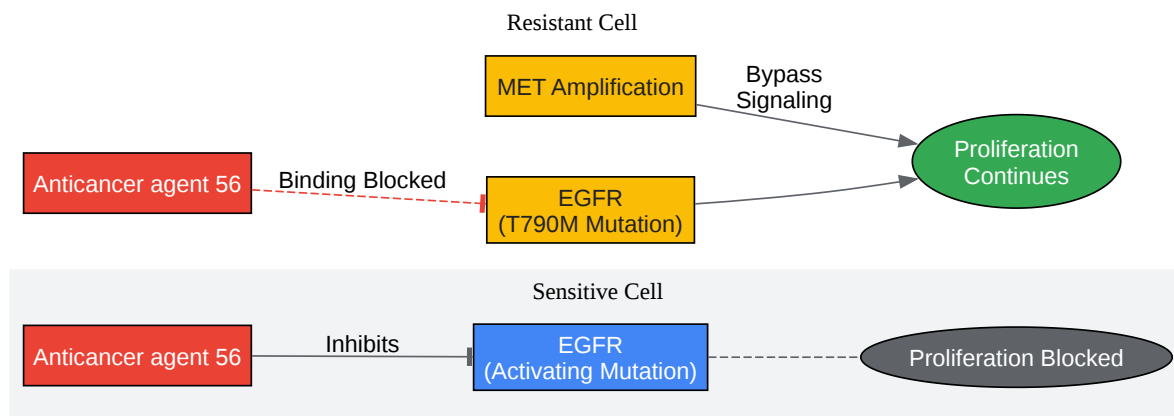 Resistant Cell
MET Amplification
Bypass
Signaling
Proliferation
Continues
Anticancer agent 56
Binding Blocked
EGFR
(T790M Mutation)
Sensitive Cell
Anticancer agent 56
Inhibits
EGFR
(Activating Mutation)
Proliferation Blocked